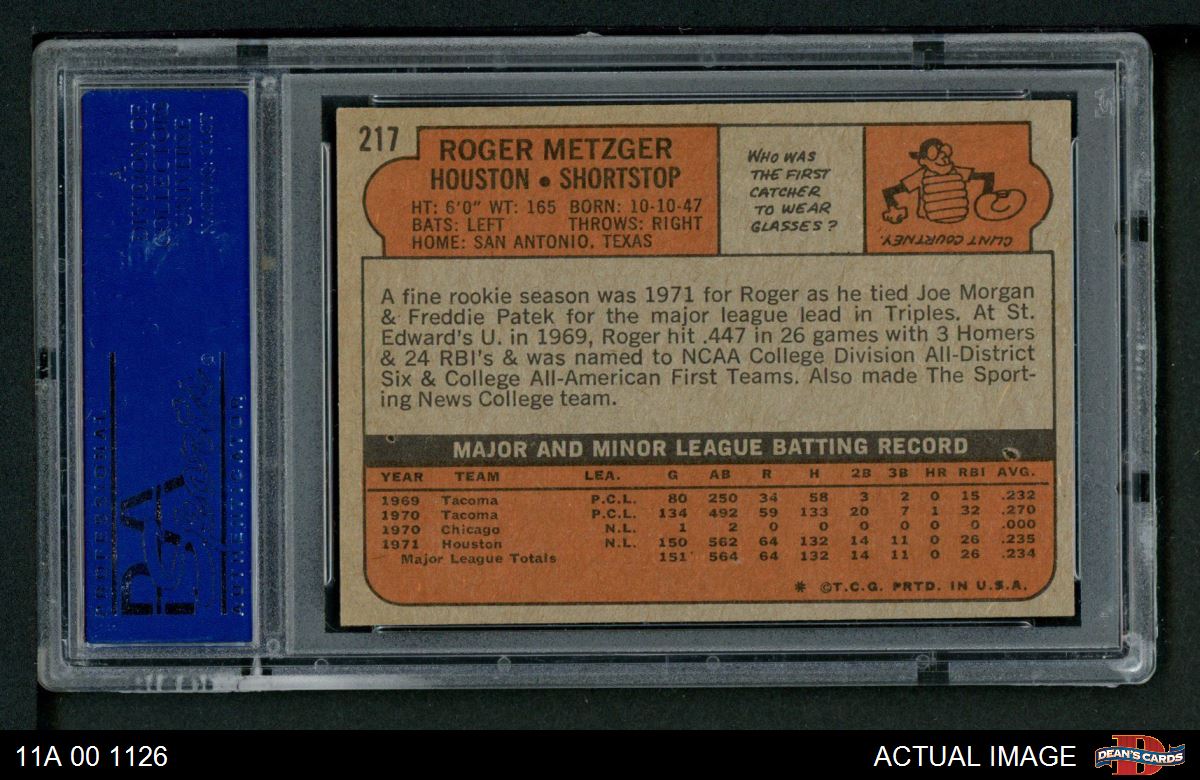 217
ROGER METZGER
HOUSTON • SHORTSTOP
HT: 6'0" WT: 165 BORN: 10-10-47
BATS: LEFT THROWS: RIGHT
HOME: SAN ANTONIO, TEXAS
WHO WAS
THE FIRST
CATCHER
TO WEAR
GLASSES?
CLINT COURTNEY.
A fine rookie season was 1971 for Roger as he tied Joe Morgan
& Freddie Patek for the major league lead in Triples. At St.
Edward's U. in 1969, Roger hit .447 in 26 games with 3 Homers
& 24 RBI's & was named to NCAA College Division All-District
Six & College All-American First Teams. Also made The Sport-
ing News College team.
MAJOR AND MINOR LEAGUE BATTING RECORD
YEAR TEAM LEA. G AB R H 2B 3B HR RBI AVG.
1969 Tacoma P.C.L. 80 250 34 58 3 2 0 15 .232
1970 Tacoma P.C.L. 134 492 59 133 20 7 1 32 .270
1970 Chicago N.L. 1 2 0 0 0 0 0 0 .000
1971 Houston N.L. 150 562 64 132 14 11 0 26 .235
Major League Totals 151 564 64 132 14 11 0 26 .234
* ©T.C.G. PRTD. IN U.S.A.
A
DIVISION OF
COLLECTORS
UNIVERSE
PROFESSIONAL
PSA
AUTHENTICATOR
11A 00 1126
ACTUAL IMAGE
DEAN'S CARDS